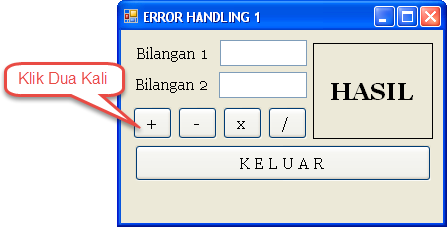 ERROR HANDLING 1
Bilangan 1
Klik Dua Kali
Bilangan 2
HASIL
+ - x /
K E L U A R